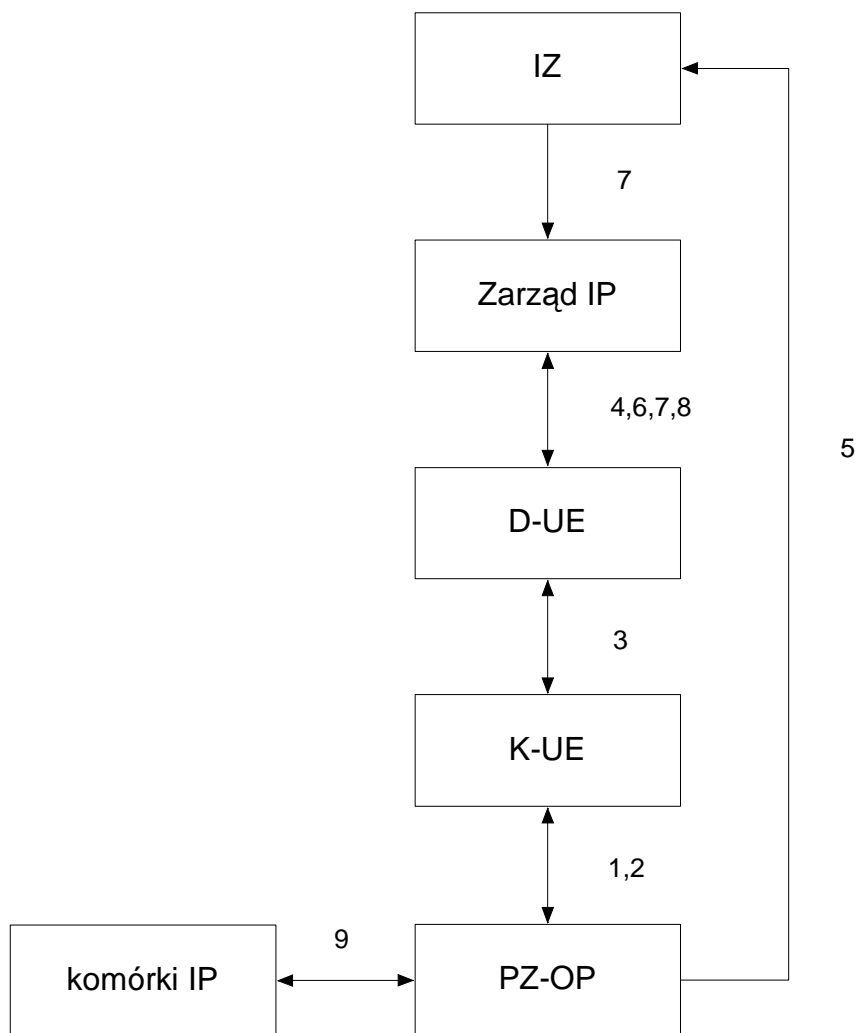 IZ
7
Zarząd IP
4,6,7,8
5
D-UE
3
K-UE
1,2
9
komórki IP
PZ-OP